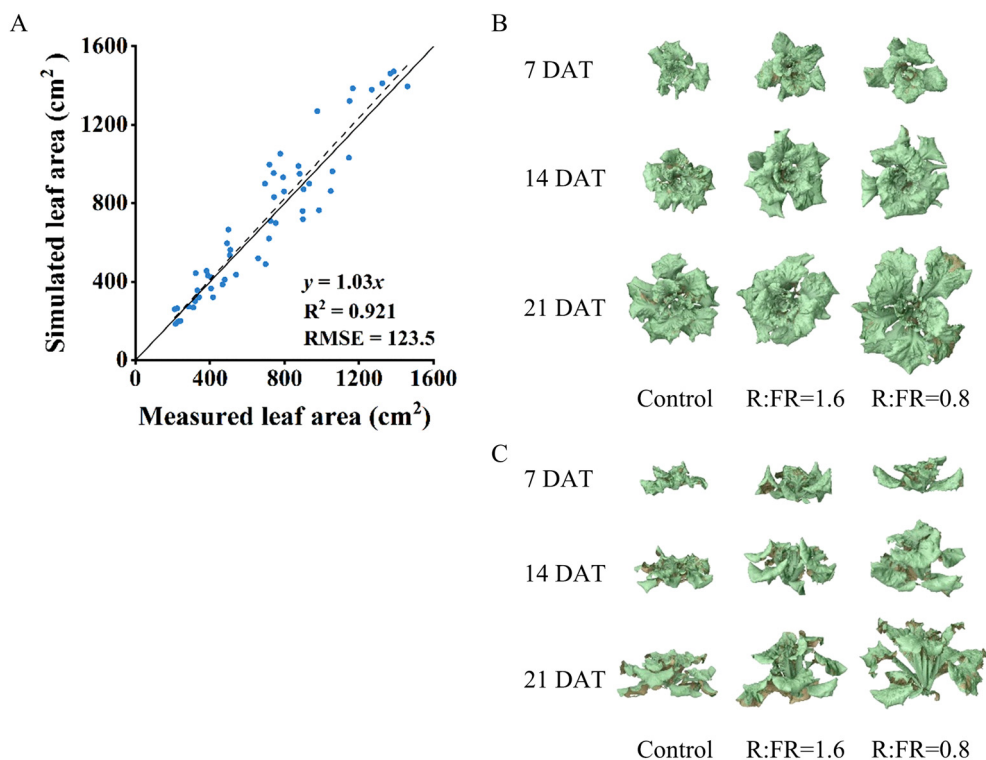 A
Simulated leaf area (cm²)
1600
1200
800
400
0
y = 1.03x
R² = 0.921
RMSE = 123.5
0 400 800 1200 1600
Measured leaf area (cm²)
B
7 DAT
14 DAT
21 DAT
Control R:FR=1.6 R:FR=0.8
C
7 DAT
14 DAT
21 DAT
Control R:FR=1.6 R:FR=0.8